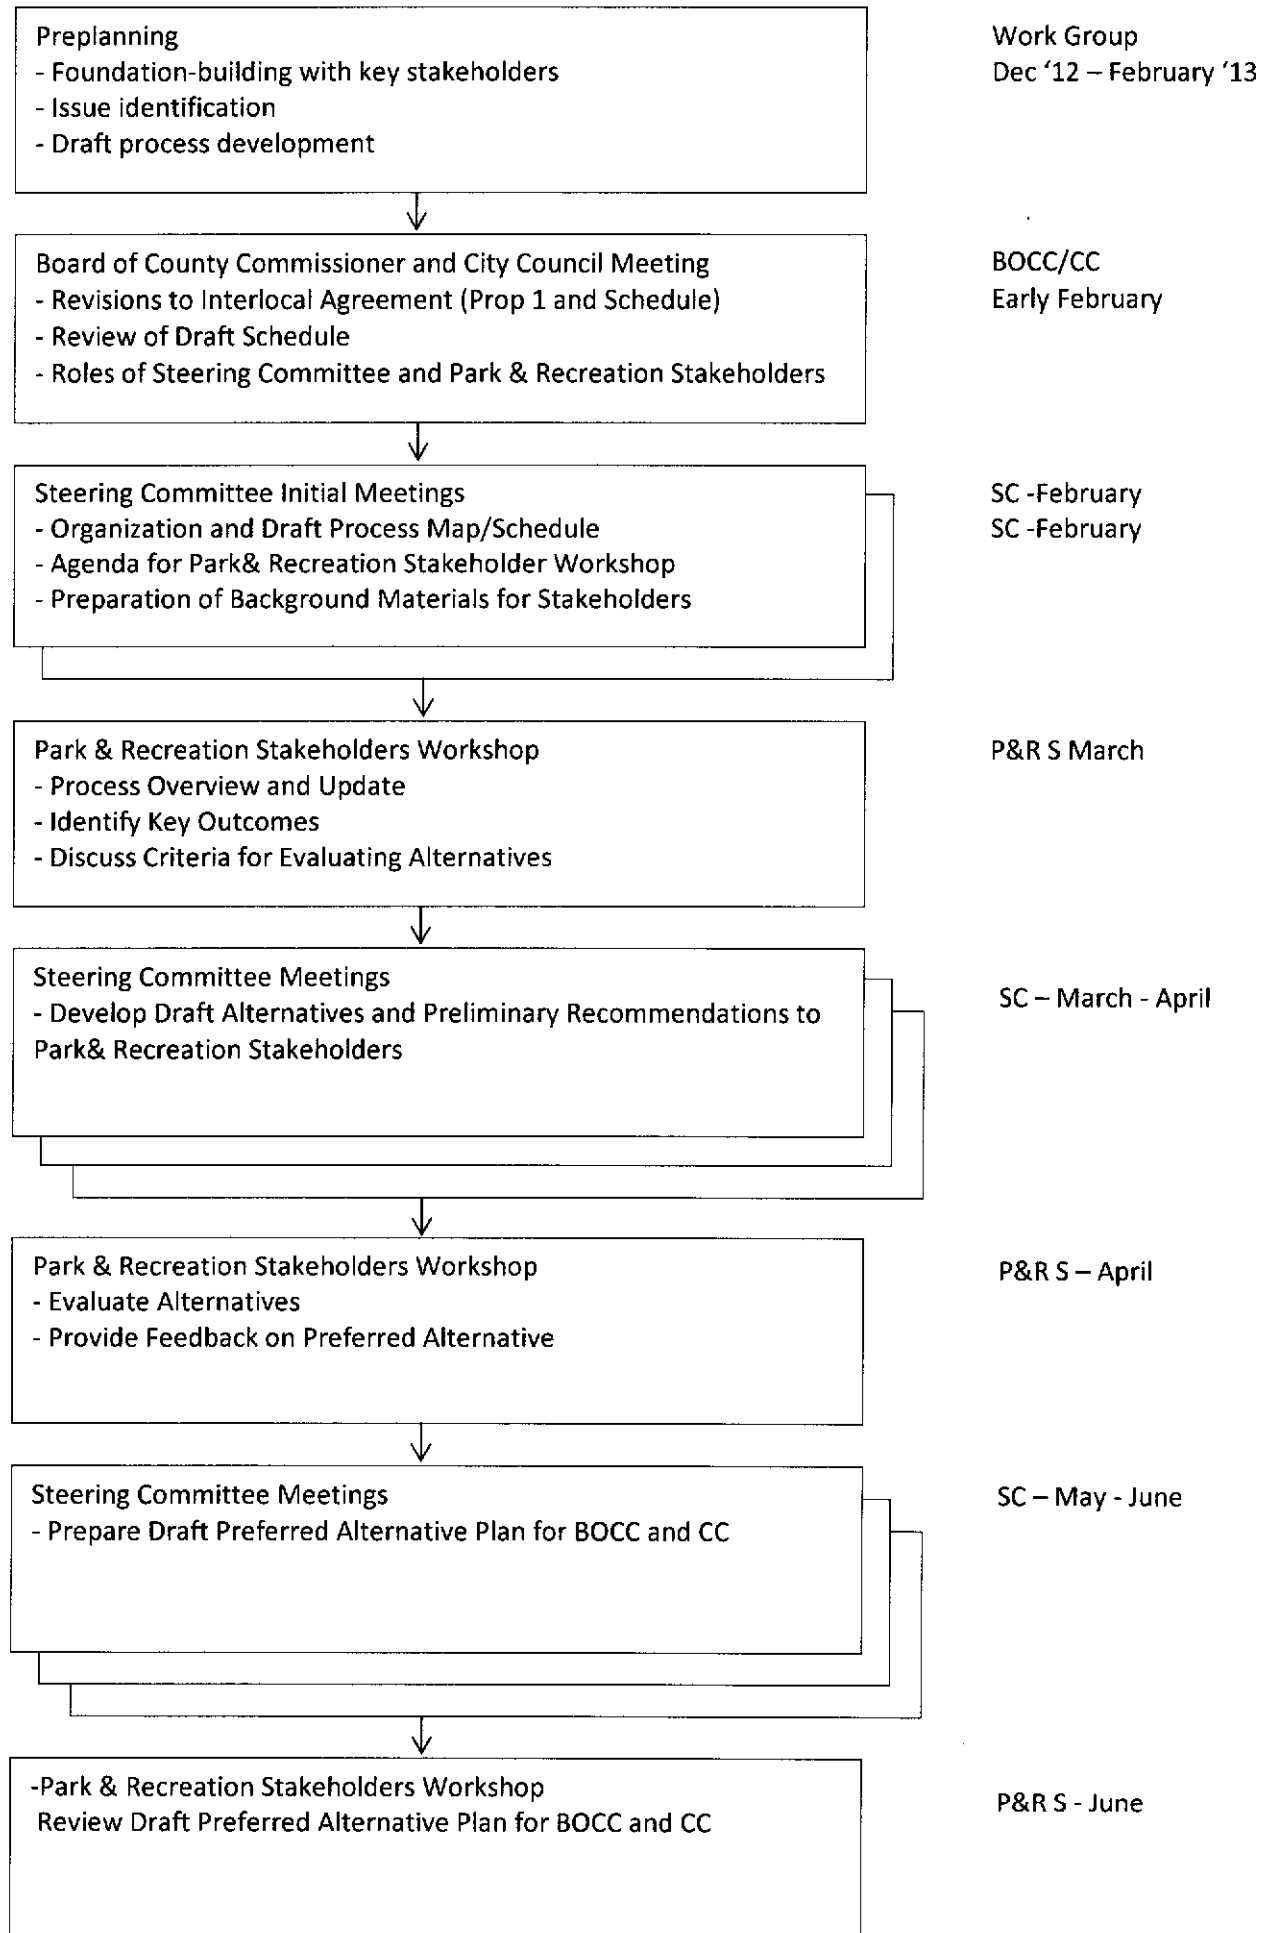 Preplanning
- Foundation-building with key stakeholders
- Issue identification
- Draft process development
Work Group
Dec ‘12 – February ‘13
Board of County Commissioner and City Council Meeting
- Revisions to Interlocal Agreement (Prop 1 and Schedule)
- Review of Draft Schedule
- Roles of Steering Committee and Park & Recreation Stakeholders
BOCC/CC
Early February
Steering Committee Initial Meetings
- Organization and Draft Process Map/Schedule
- Agenda for Park& Recreation Stakeholder Workshop
- Preparation of Background Materials for Stakeholders
SC -February
SC -February
Park & Recreation Stakeholders Workshop
- Process Overview and Update
- Identify Key Outcomes
- Discuss Criteria for Evaluating Alternatives
P&R S March
Steering Committee Meetings
- Develop Draft Alternatives and Preliminary Recommendations to
Park& Recreation Stakeholders
SC – March - April
Park & Recreation Stakeholders Workshop
- Evaluate Alternatives
- Provide Feedback on Preferred Alternative
P&R S – April
Steering Committee Meetings
- Prepare Draft Preferred Alternative Plan for BOCC and CC
SC – May - June
-Park & Recreation Stakeholders Workshop
Review Draft Preferred Alternative Plan for BOCC and CC
P&R S - June